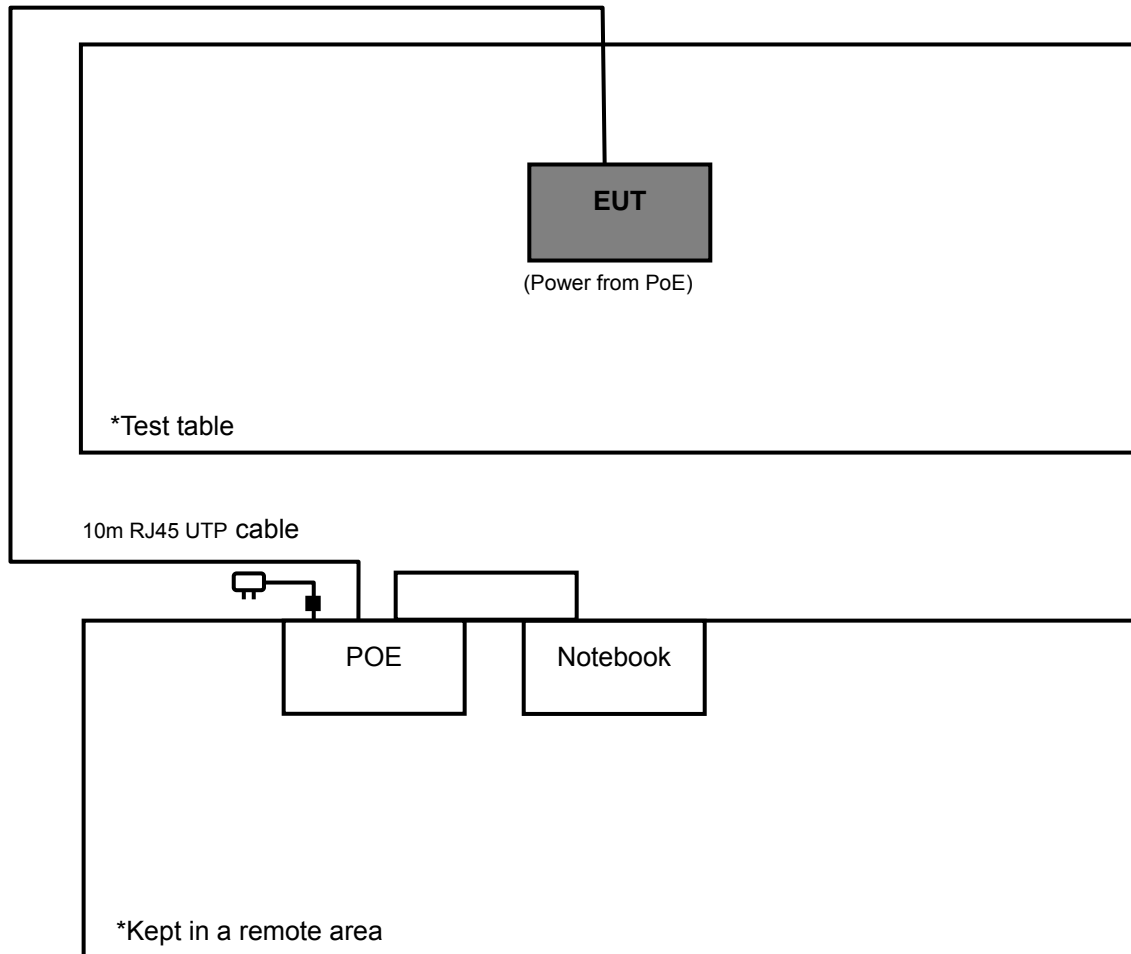 EUT
(Power from PoE)
*Test table
10m RJ45 UTP cable
POE
Notebook
*Kept in a remote area